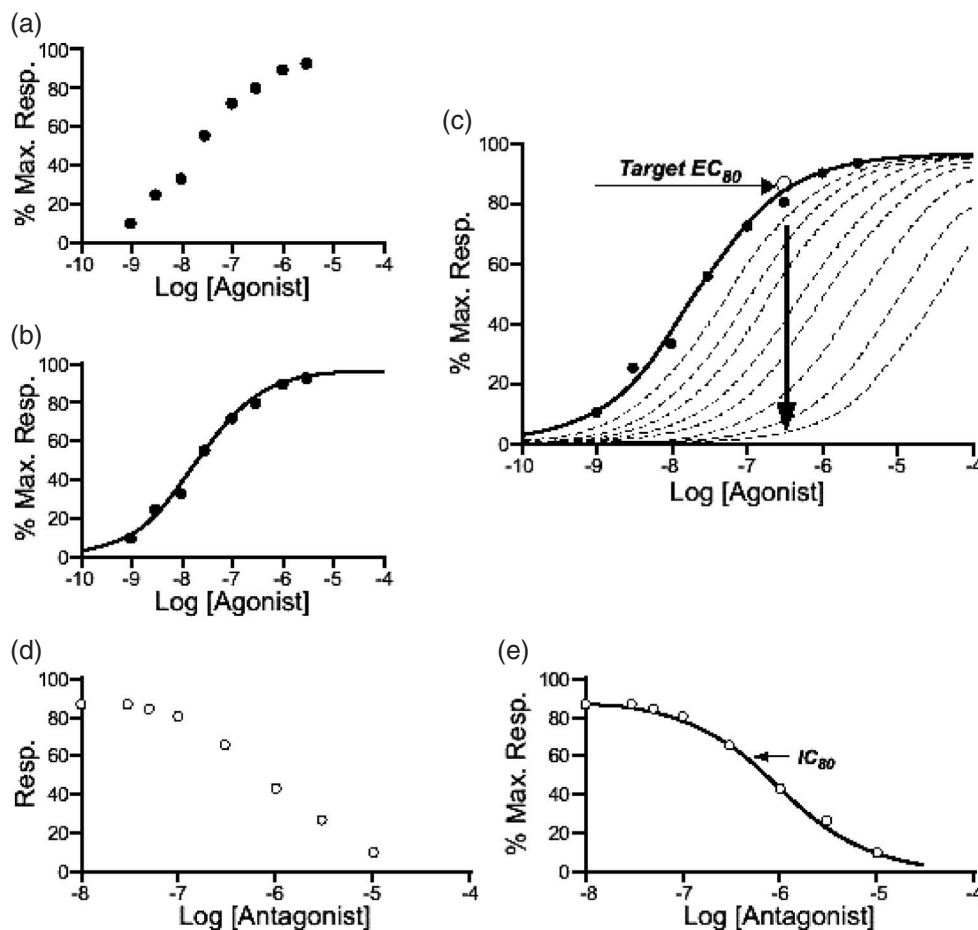 (a)
% Max. Resp.
100
80
60
40
20
0
-10 -9 -8 -7 -6 -5 -4
Log [Agonist]
(b)
% Max. Resp.
100
80
60
40
20
0
-10 -9 -8 -7 -6 -5 -4
Log [Agonist]
(c)
% Max. Resp.
100
80
60
40
20
0
Target EC80
-10 -9 -8 -7 -6 -5 -4
Log [Agonist]
(d)
Resp.
100
80
60
40
20
0
-8 -7 -6 -5 -4
Log [Antagonist]
(e)
% Max. Resp.
100
80
60
40
20
0
IC80
-8 -7 -6 -5 -4
Log [Antagonist]